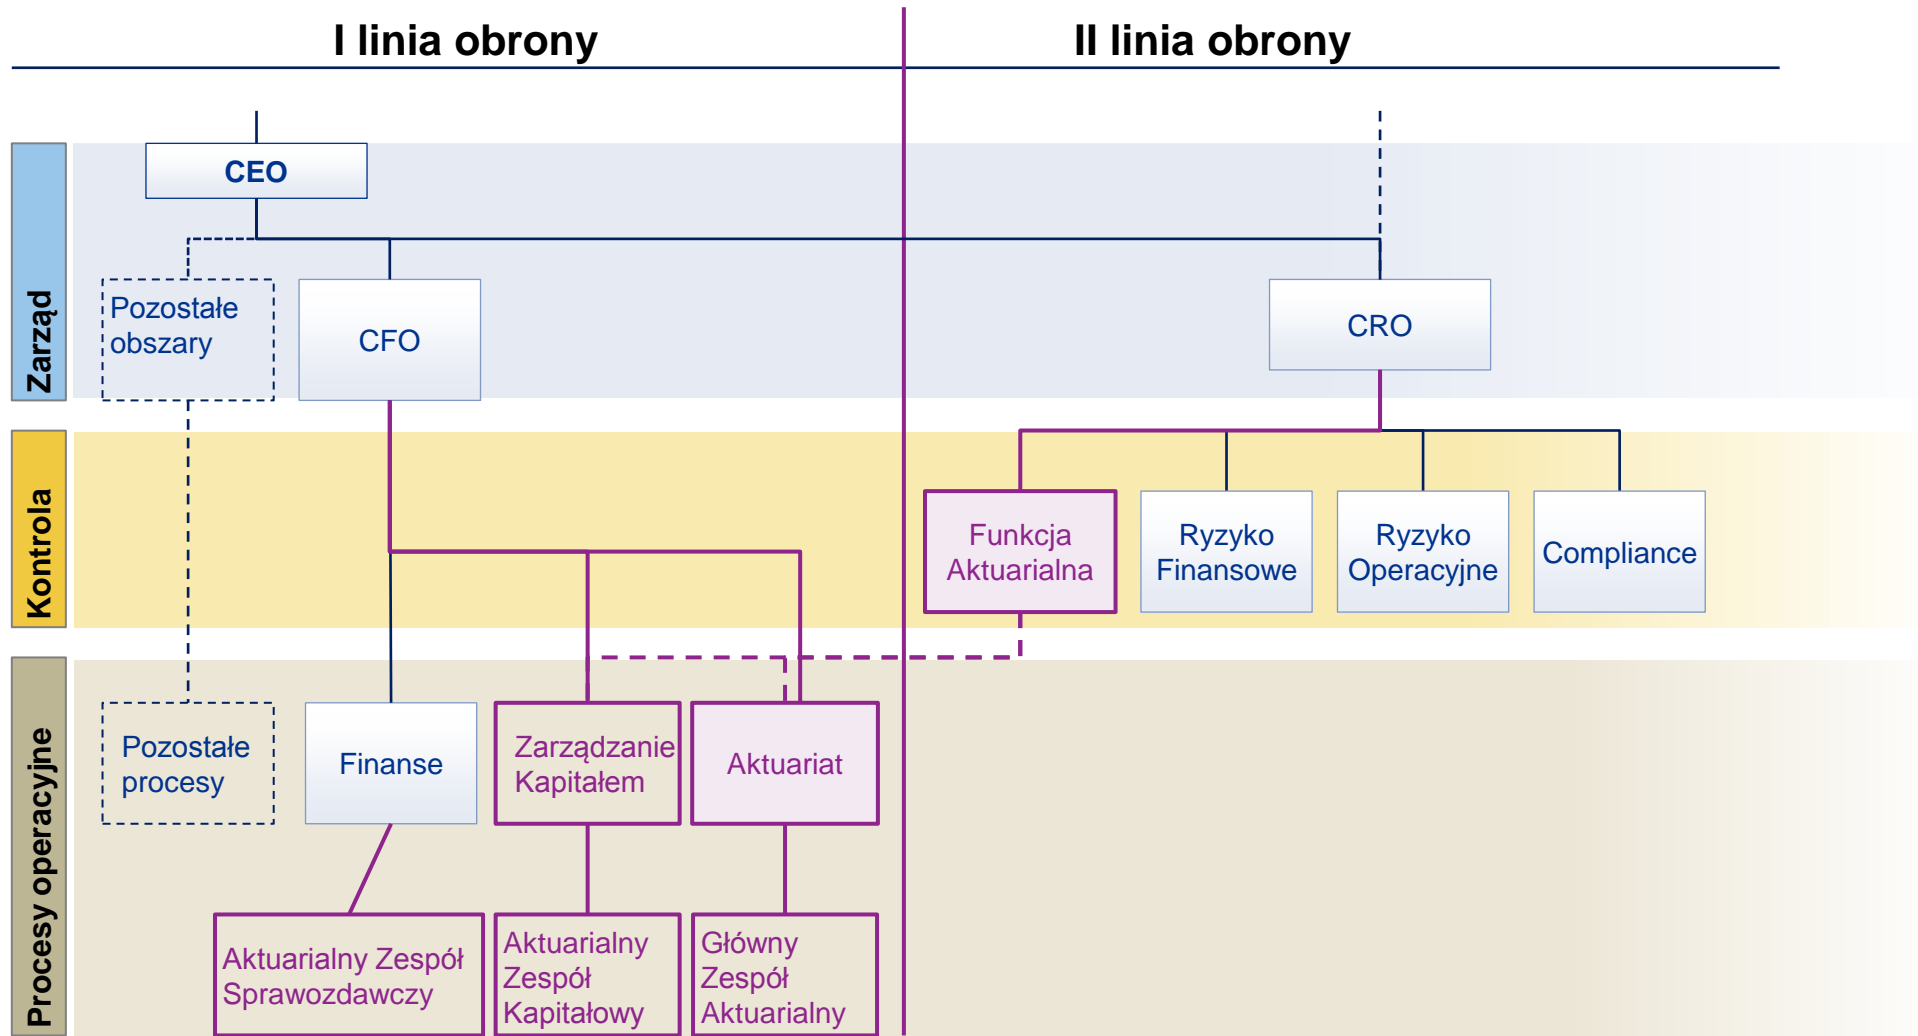 I linia obrony
II linia obrony
Zarząd
CEO
Pozostałe
obszary
CFO
CRO
Kontrola
Funkcja
Aktuarialna
Ryzyko
Finansowe
Ryzyko
Operacyjne
Compliance
Procesy operacyjne
Pozostałe
procesy
Finanse
Zarządzanie
Kapitałem
Aktuariat
Aktuarialny Zespół
Sprawozdawczy
Aktuarialny
Zespół
Kapitałowy
Główny
Zespół
Aktuarialny